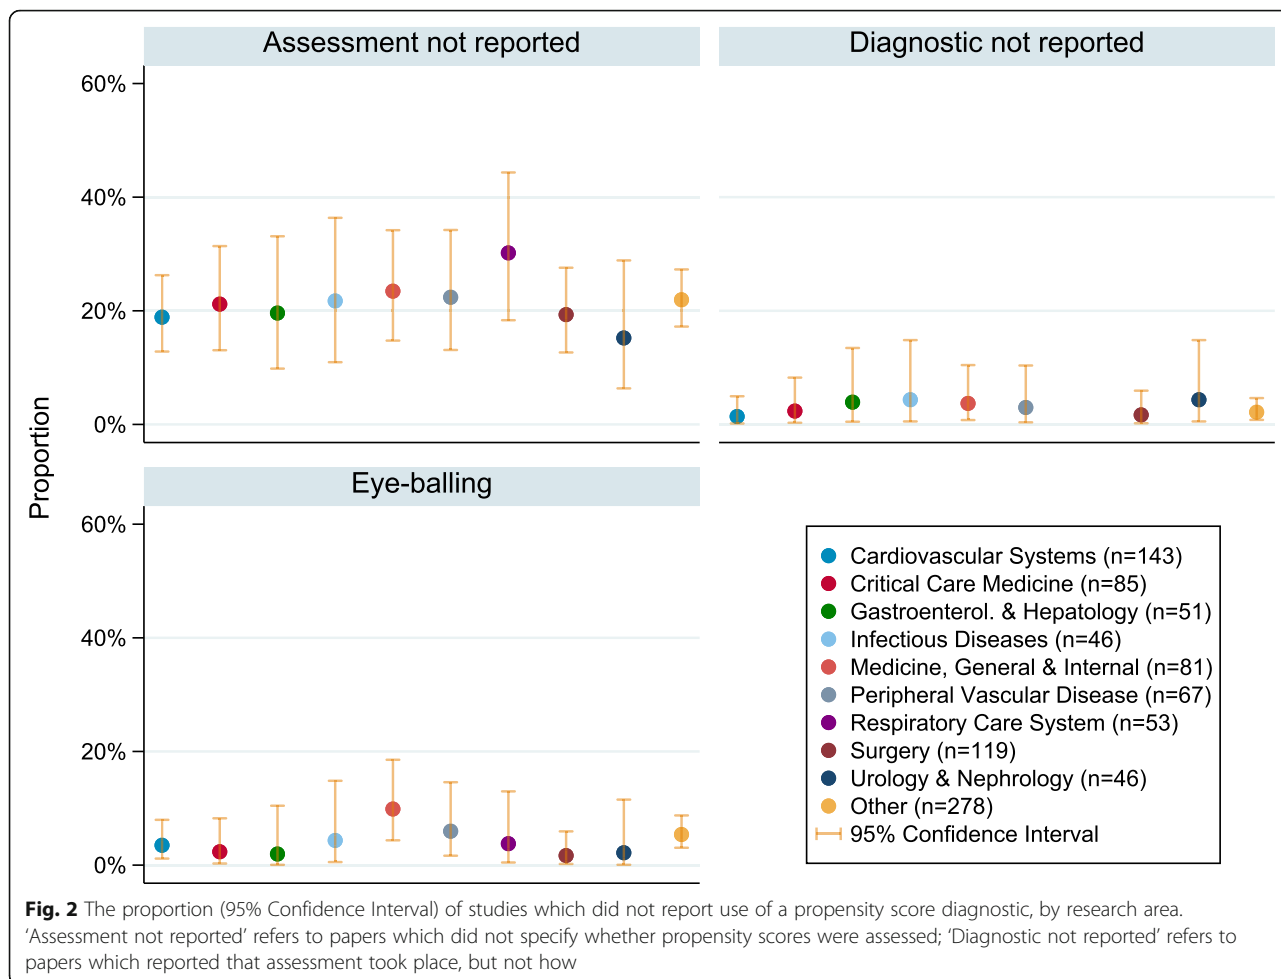 Assessment not reported
Diagnostic not reported
60%
40%
20%
0%
Proportion
Eye-balling
60%
40%
20%
0%
Cardiovascular Systems (n=143)
Critical Care Medicine (n=85)
Gastroenterol. & Hepatology (n=51)
Infectious Diseases (n=46)
Medicine, General & Internal (n=81)
Peripheral Vascular Disease (n=67)
Respiratory Care System (n=53)
Surgery (n=119)
Urology & Nephrology (n=46)
Other (n=278)
95% Confidence Interval
Fig. 2 The proportion (95% Confidence Interval) of studies which did not report use of a propensity score diagnostic, by research area.
‘Assessment not reported’ refers to papers which did not specify whether propensity scores were assessed; ‘Diagnostic not reported’ refers to
papers which reported that assessment took place, but not how